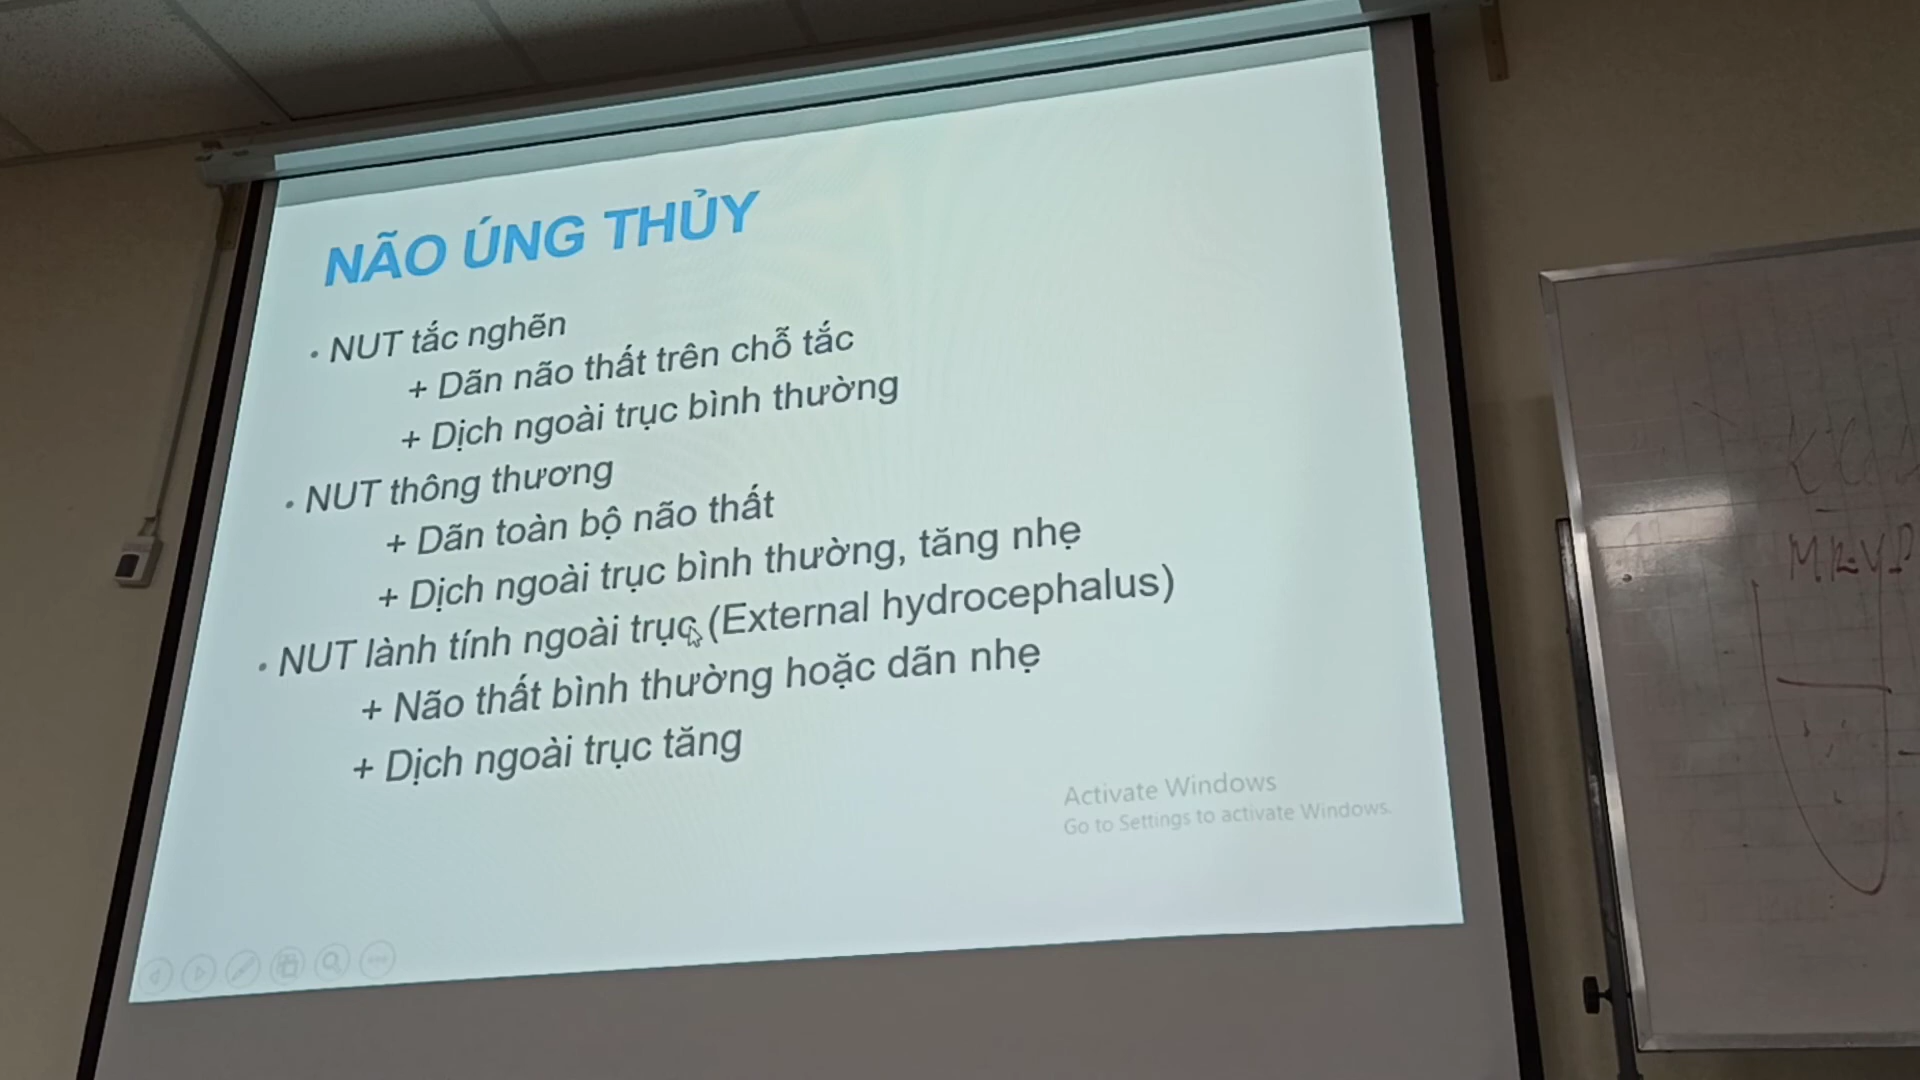 NÃO ÚNG THỦY
• NUT tắc nghẽn
+ Dãn não thất trên chỗ tắc
+ Dịch ngoài trục bình thường
• NUT thông thương
+ Dãn toàn bộ não thất
+ Dịch ngoài trục bình thường, tăng nhẹ
• NUT lành tính ngoài trục (External hydrocephalus)
+ Não thất bình thường hoặc dãn nhẹ
+ Dịch ngoài trục tăng
Activate Windows
Go to Settings to activate Windows.